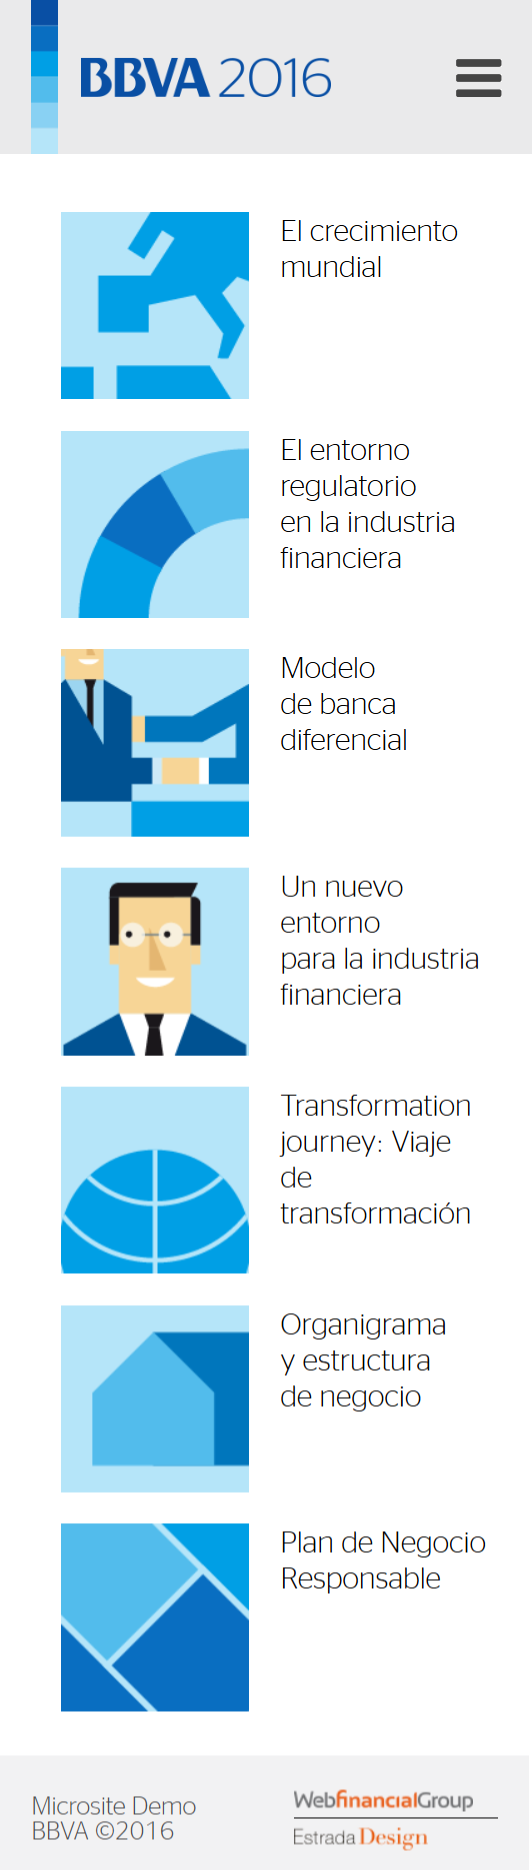 BBVA 2016
El crecimiento
mundial
El entorno
regulatorio
en la industria
financiera
Modelo
de banca
diferencial
Un nuevo
entorno
para la industria
financiera
Transformation
journey: Viaje
de
transformación
Organigrama
y estructura
de negocio
Plan de Negocio
Responsable
Microsite Demo
BBVA ©2016
WebfinancialGroup
Estrada Design